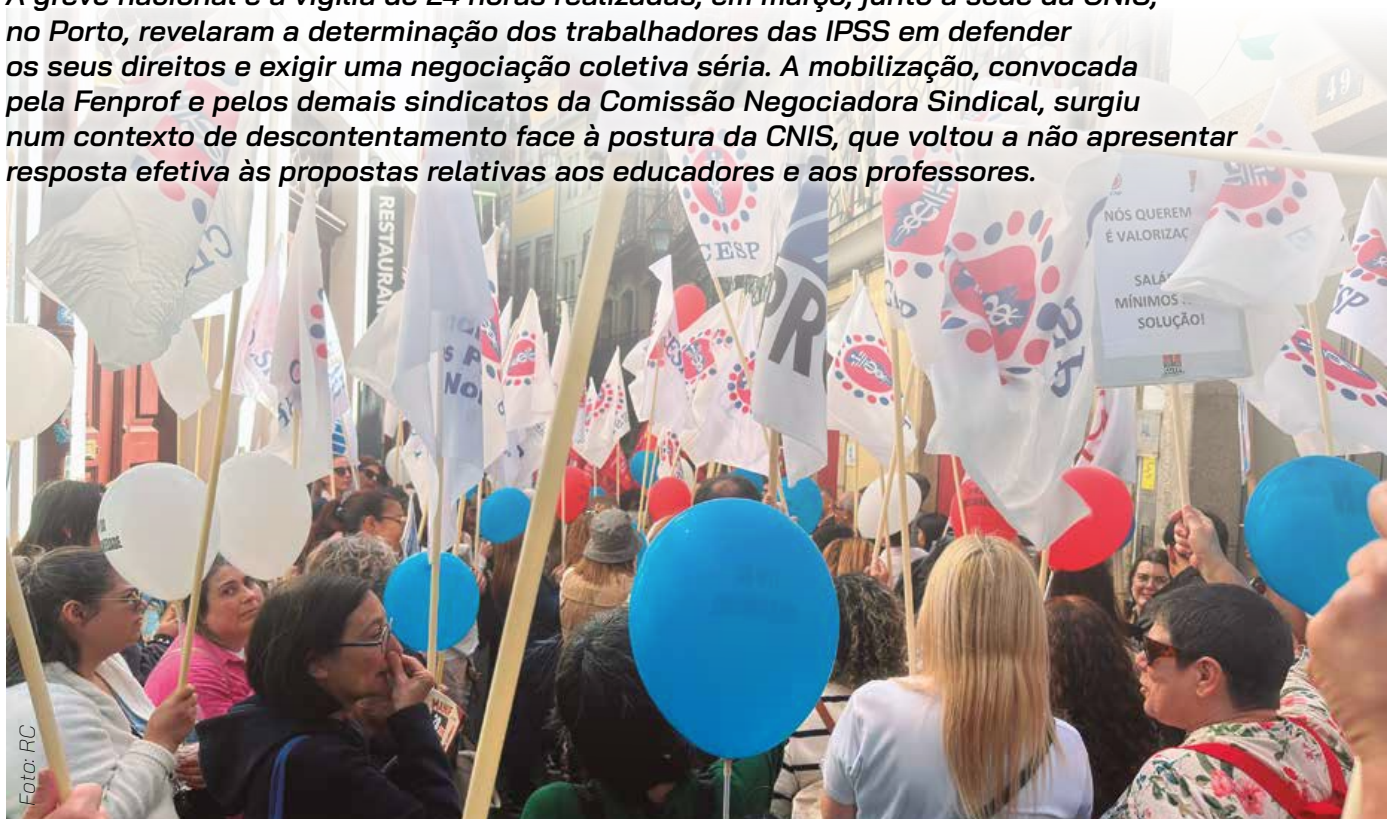 A greve nacional e a vigília de 24 horas realizadas, em março, junto à sede da CNIS,
no Porto, revelaram a determinação dos trabalhadores das IPSS em defender
os seus direitos e exigir uma negociação coletiva séria. A mobilização, convocada
pela Fenprof e pelos demais sindicatos da Comissão Negociadora Sindical, surgiu
num contexto de descontentamento face à postura da CNIS, que voltou a não apresentar
resposta efetiva às propostas relativas aos educadores e aos professores.
49
RESTAURA
CESP
NÓS QUEREM
É VALORIZAÇ
SALÁ
MÍNIMOS
SOLUÇÃO!
SP
PR
No
Foto: RC